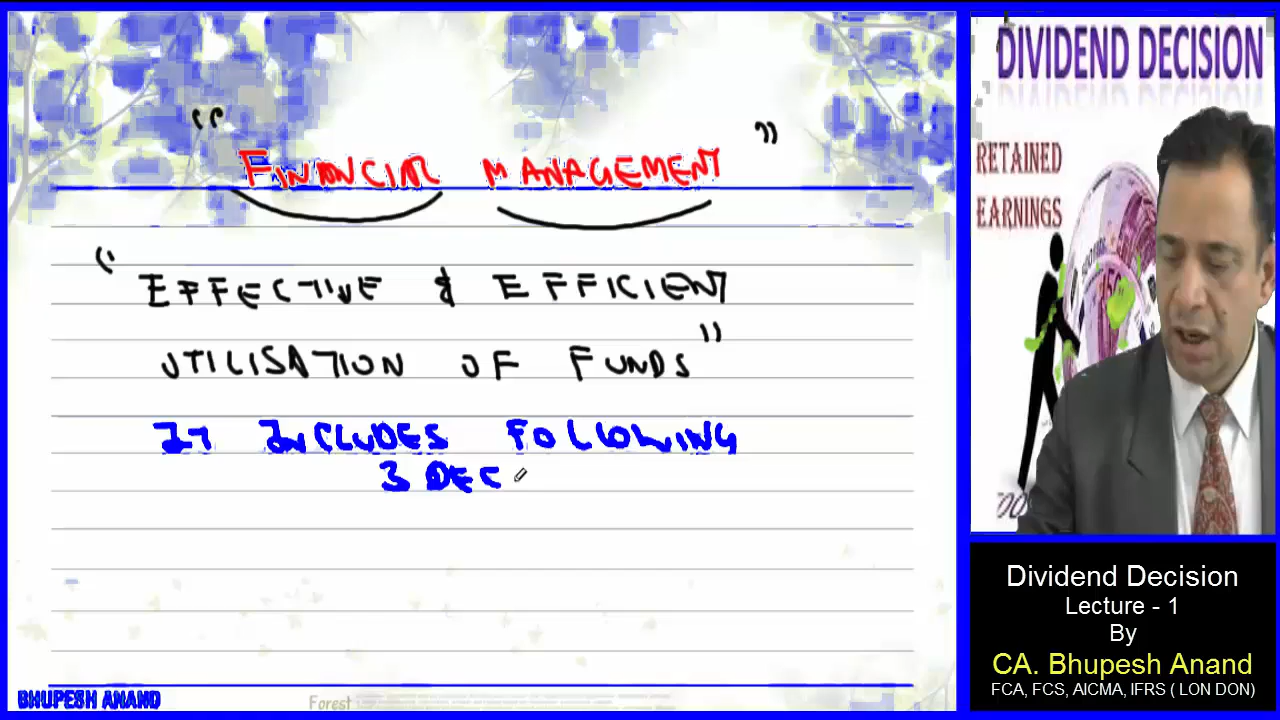 “ FINANCIAL MANAGEMENT ”
“ EFFECTIVE & EFFICIENT
UTILISATION OF FUNDS ”
IT INCLUDES FOLLOWING
3 DEC
BHUPESH ANAND
Forest
DIVIDEND DECISION
RETAINED
EARNINGS
Dividend Decision
Lecture - 1
By
CA. Bhupesh Anand
FCA, FCS, AICMA, IFRS ( LON DON)